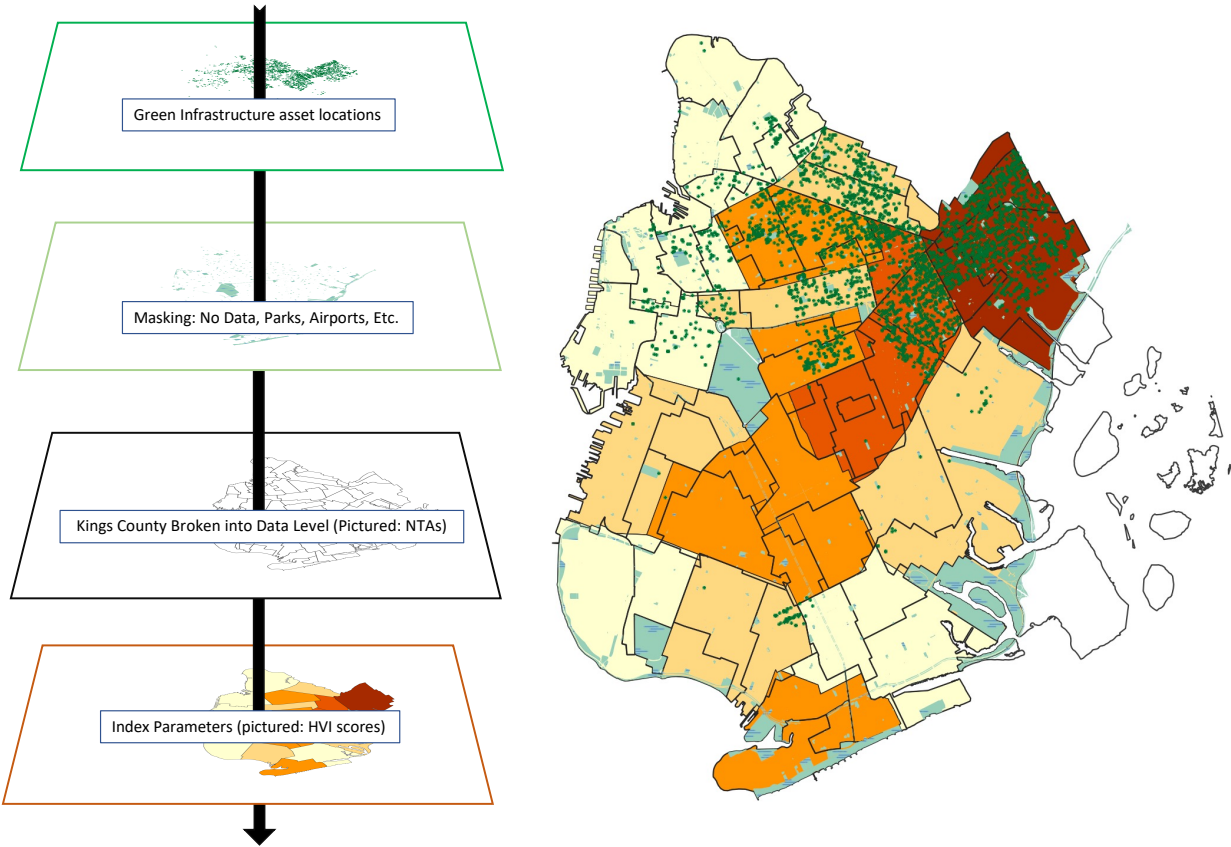 Green Infrastructure asset locations
Masking: No Data, Parks, Airports, Etc.
Kings County Broken into Data Level (Pictured: NTAs)
Index Parameters (pictured: HVI scores)